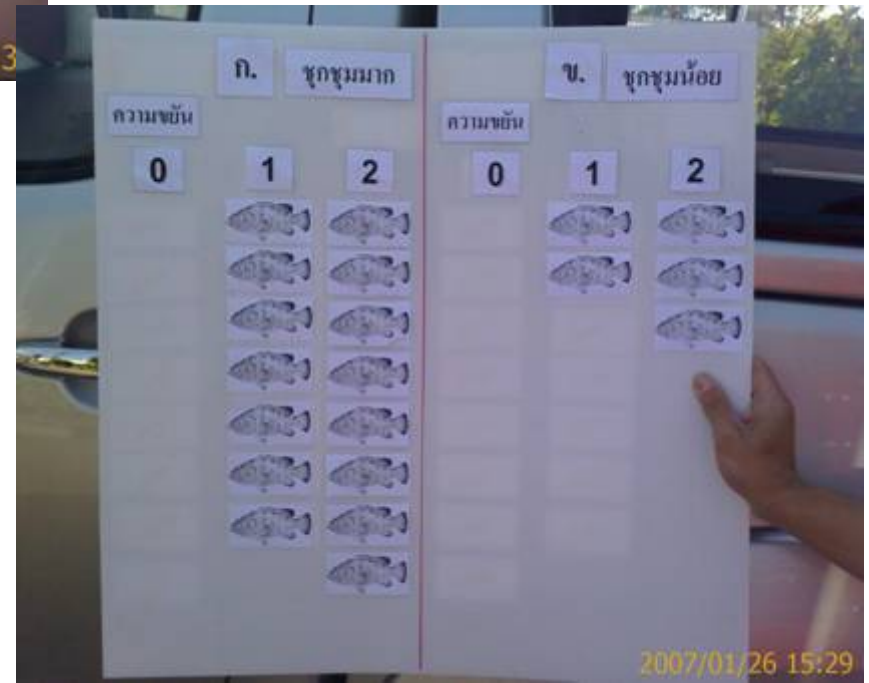 3
ก. ชุกชุมมาก
ข. ชุกชุมน้อย
ความขยัน
ความขยัน
0 1 2
0 1 2
2007/01/26 15:29